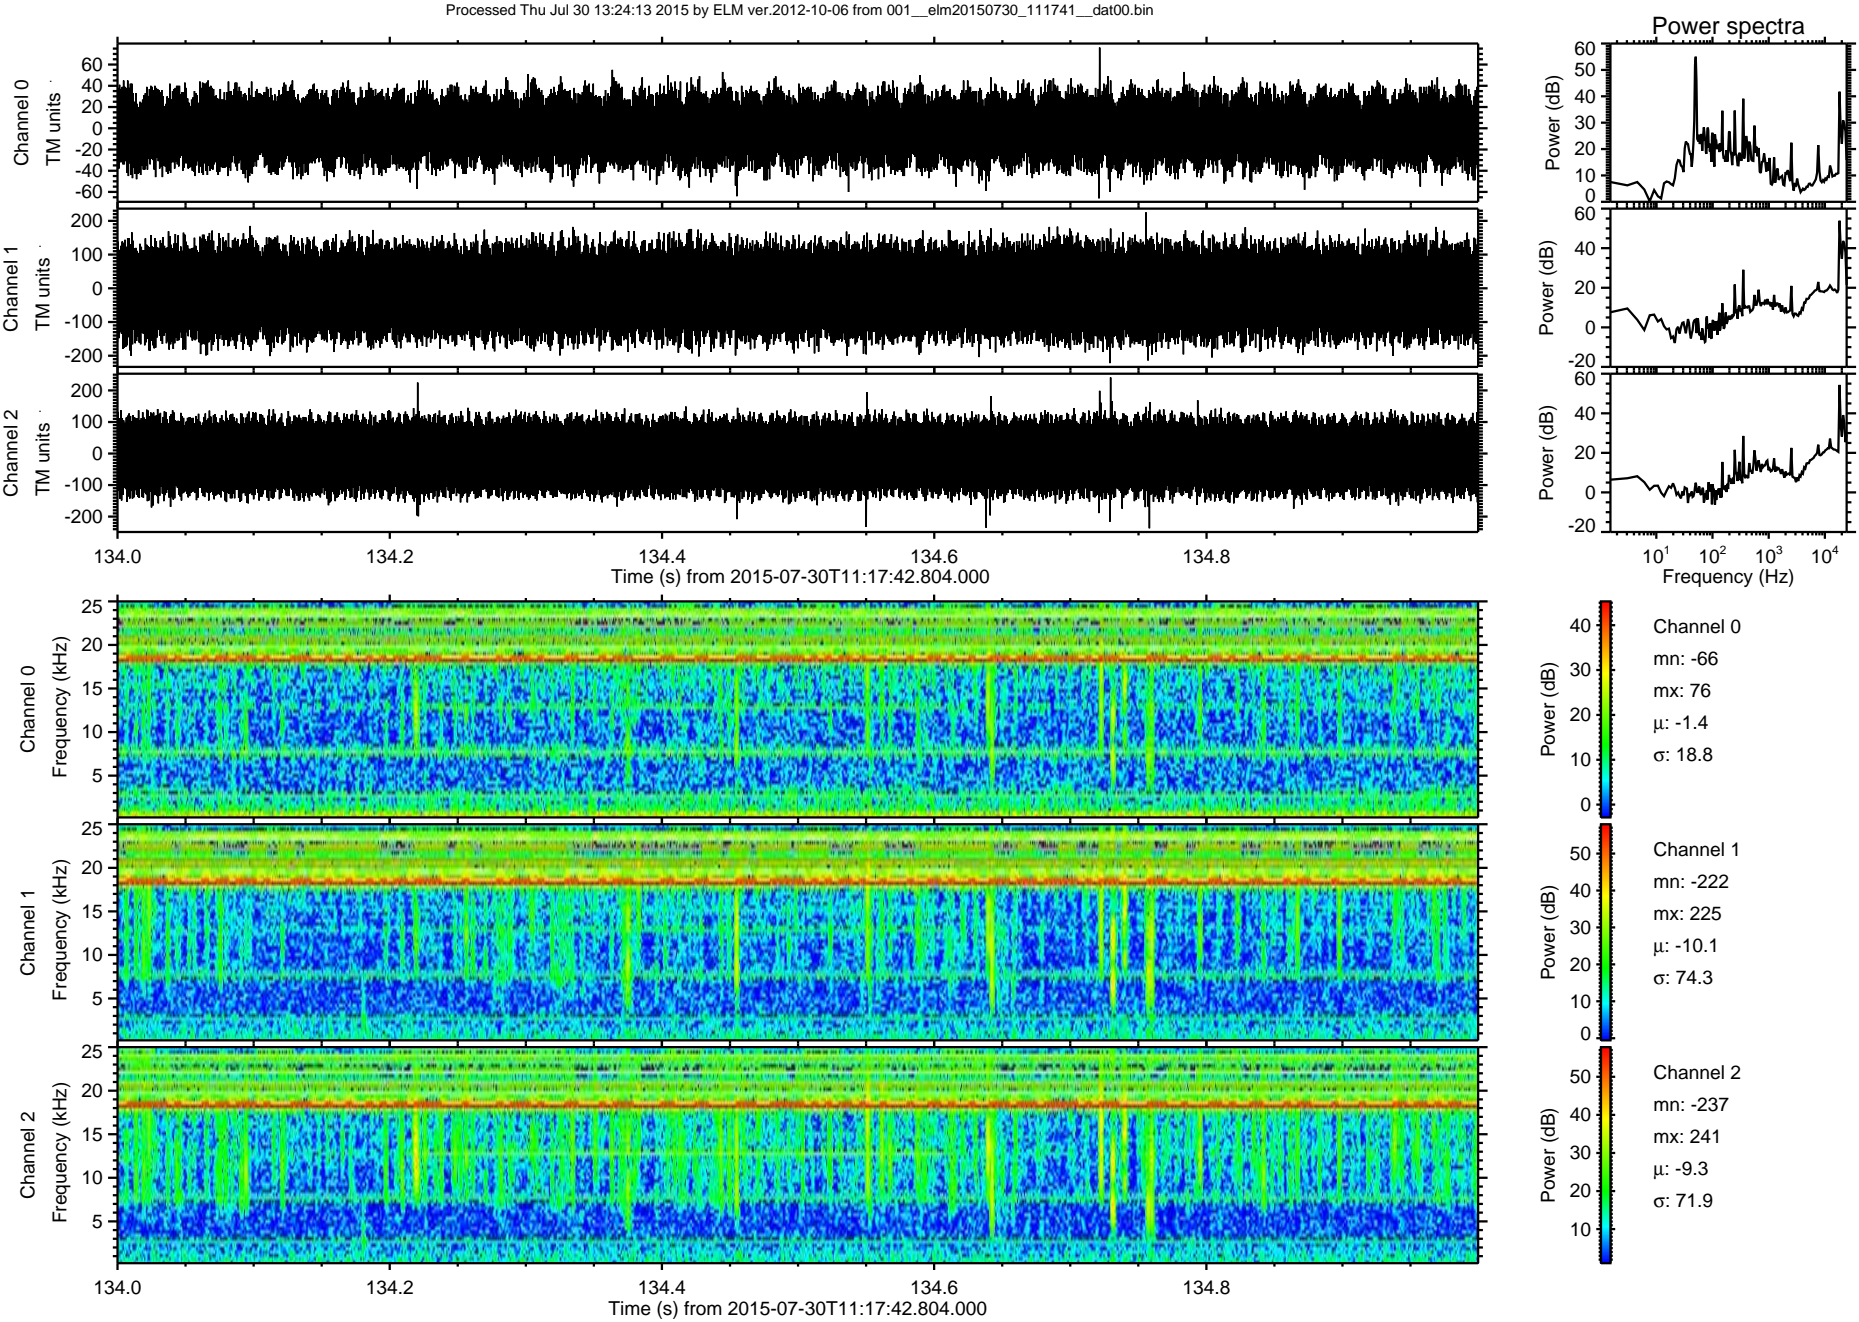 Processed Thu Jul 30 13:24:13 2015 by ELM ver.2012-10-06 from 001__elm20150730_111741__dat00.bin
Power spectra
Channel 0
TM units
60
40
20
0
-20
-40
-60
Power (dB)
60
50
40
30
20
10
0
Channel 1
TM units
200
100
0
-100
-200
Power (dB)
60
40
20
0
-20
Channel 2
TM units
200
100
0
-100
-200
Power (dB)
60
40
20
0
-20
134.0 134.2 134.4 134.6 134.8
Time (s) from 2015-07-30T11:17:42.804.000
10^1 10^2 10^3 10^4
Frequency (Hz)
Channel 0
Frequency (kHz)
25
20
15
10
5
Power (dB)
40
30
20
10
0
Channel 0
mn: -66
mx: 76
μ: -1.4
σ: 18.8
Channel 1
Frequency (kHz)
25
20
15
10
5
Power (dB)
50
40
30
20
10
0
Channel 1
mn: -222
mx: 225
μ: -10.1
σ: 74.3
Channel 2
Frequency (kHz)
25
20
15
10
5
Power (dB)
50
40
30
20
10
Channel 2
mn: -237
mx: 241
μ: -9.3
σ: 71.9
134.0 134.2 134.4 134.6 134.8
Time (s) from 2015-07-30T11:17:42.804.000